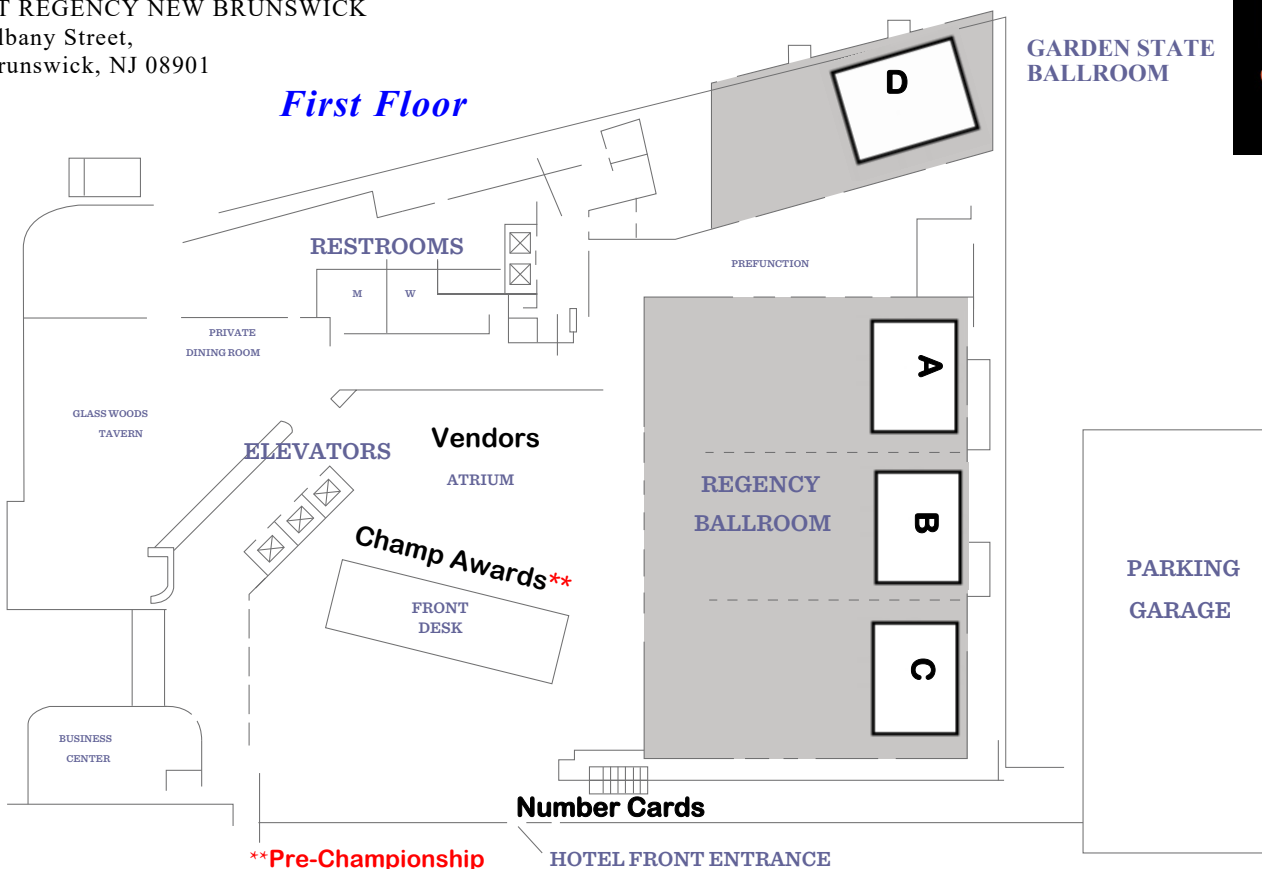 T REGENCY NEW BRUNSWICK
lbany Street,
runswick, NJ 08901
First Floor
GARDEN STATE
BALLROOM
D
RESTROOMS
M W
PREFUNCTION
PRIVATE
DINING ROOM
A
GLASS WOODS
TAVERN
ELEVATORS
Vendors
ATRIUM
REGENCY
BALLROOM
B
Champ Awards**
FRONT
DESK
PARKING
GARAGE
C
BUSINESS
CENTER
Number Cards
**Pre-Championship
HOTEL FRONT ENTRANCE